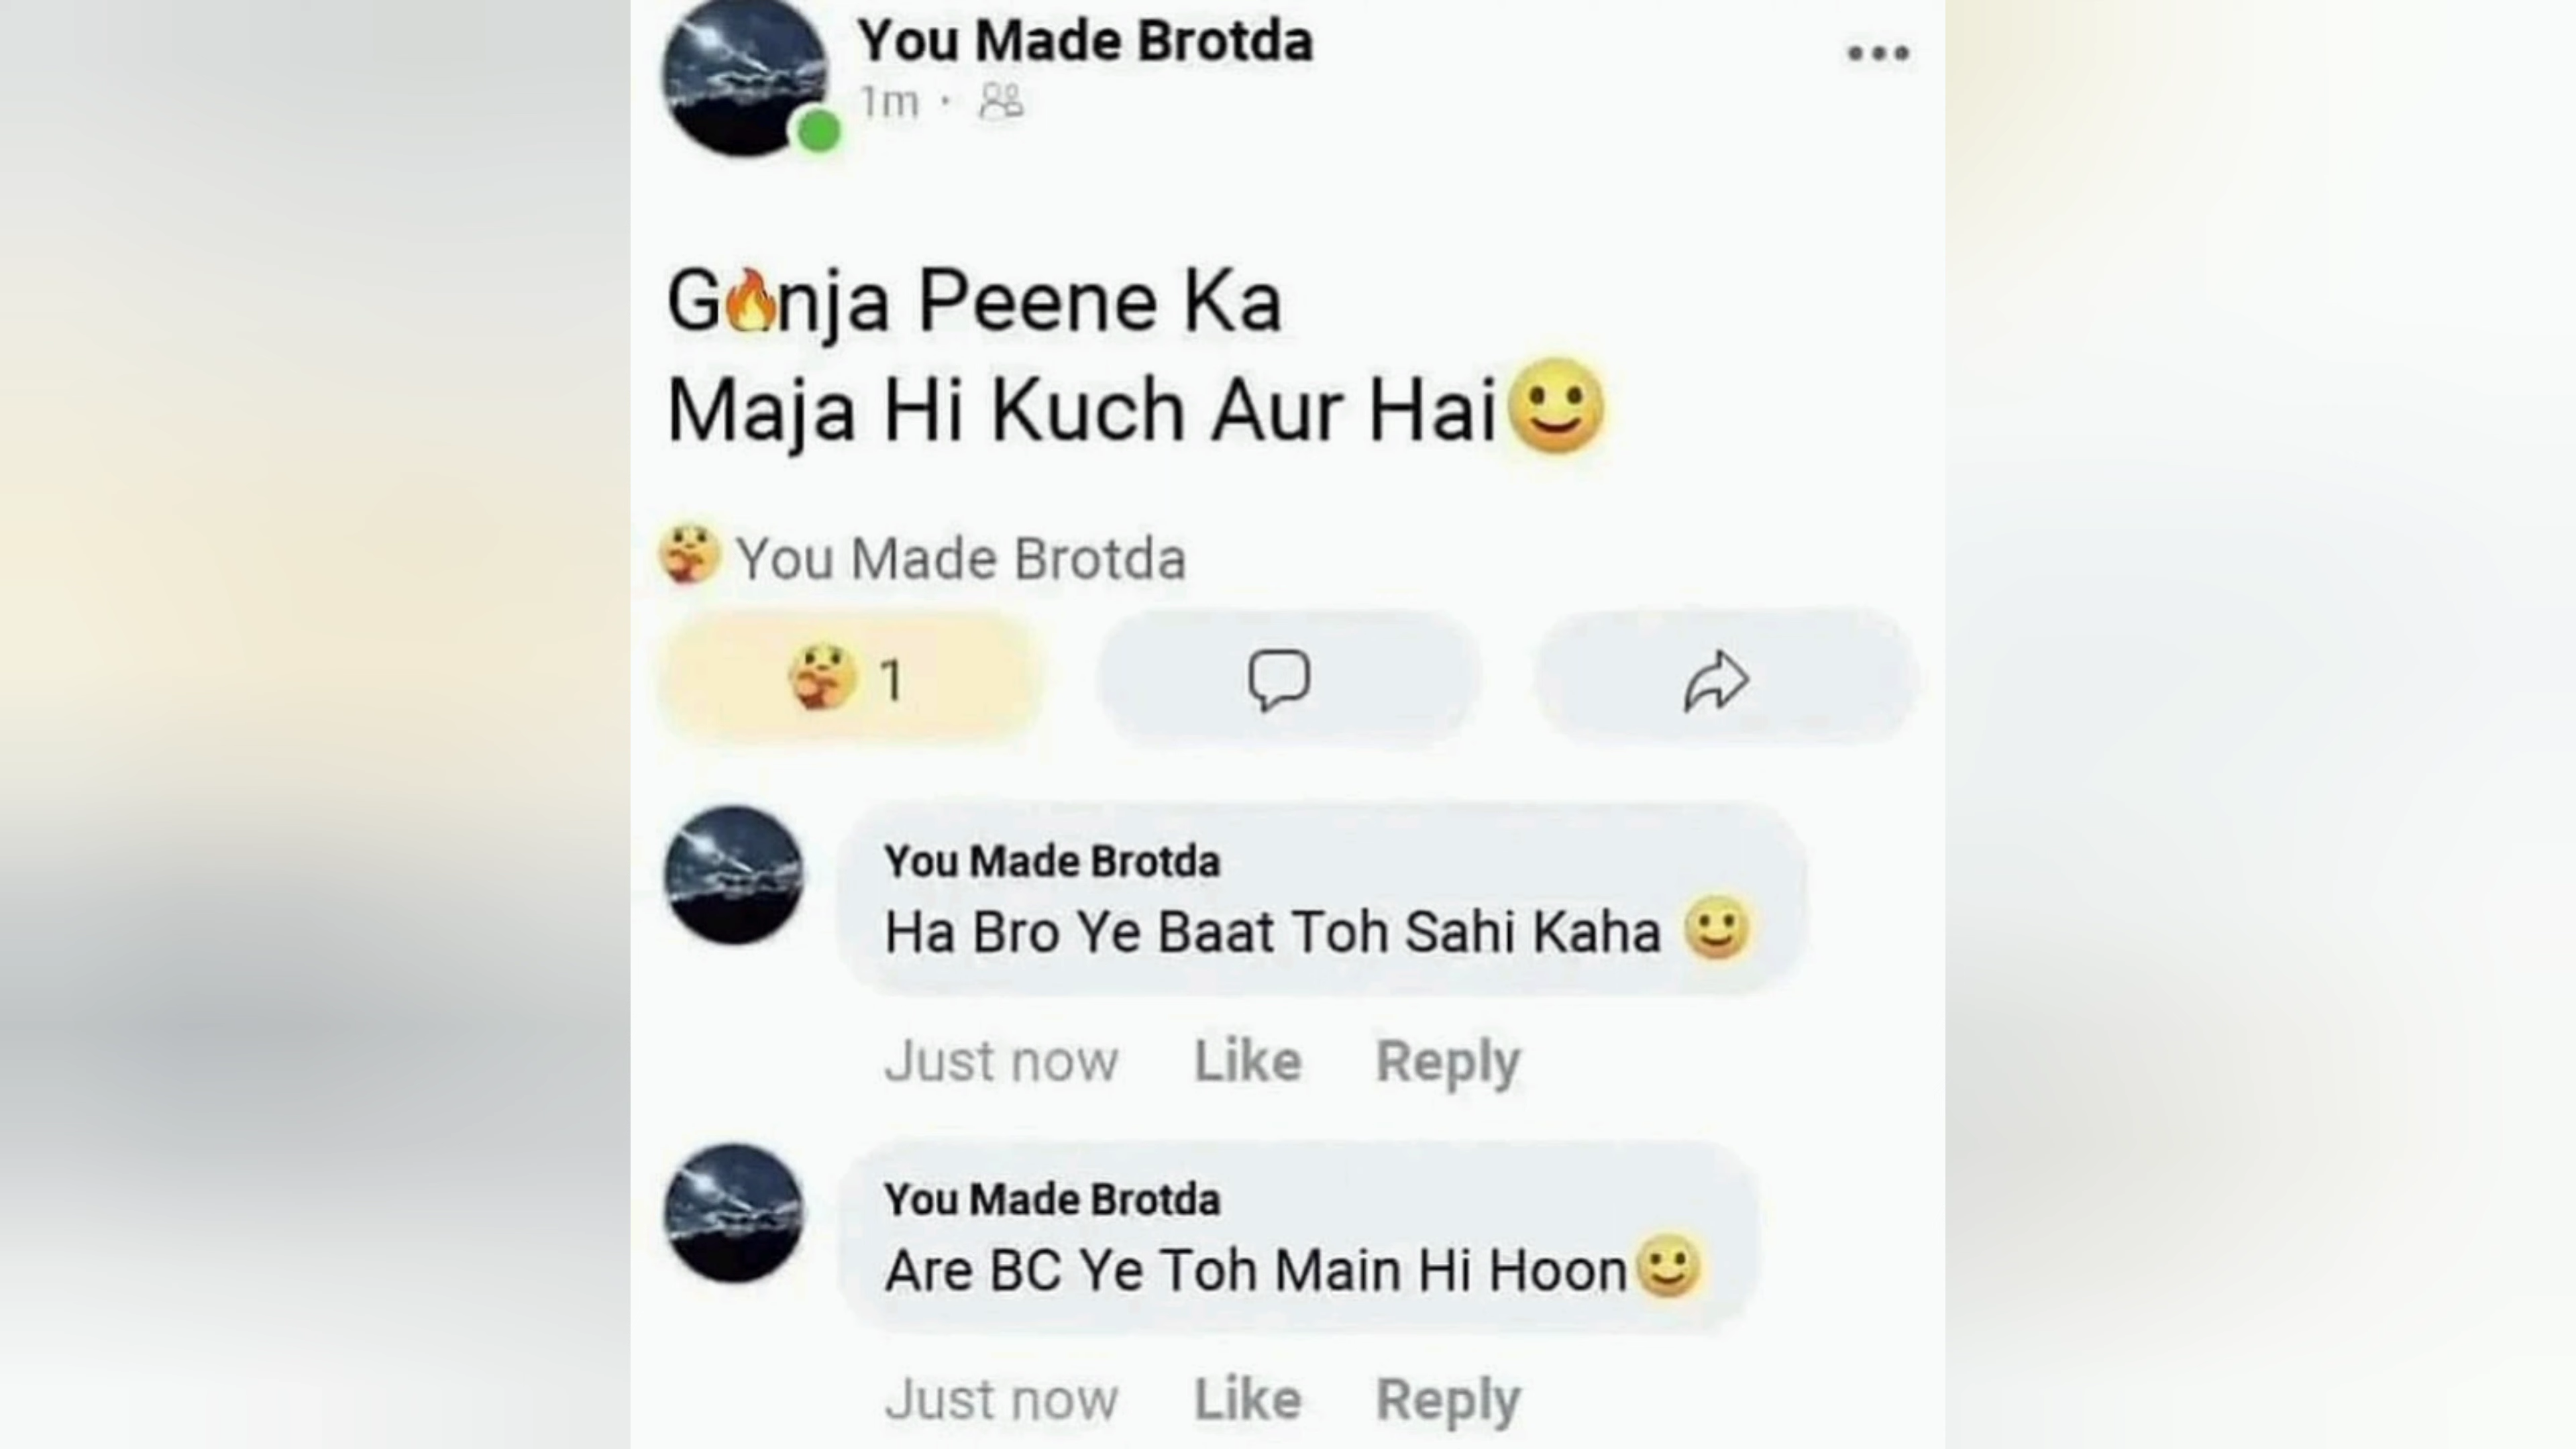 You Made Brotda
1m ·
G🔥nja Peene Ka
Maja Hi Kuch Aur Hai🙂
You Made Brotda
1
You Made Brotda
Ha Bro Ye Baat Toh Sahi Kaha 🙂
Just now Like Reply
You Made Brotda
Are BC Ye Toh Main Hi Hoon🙂
Just now Like Reply